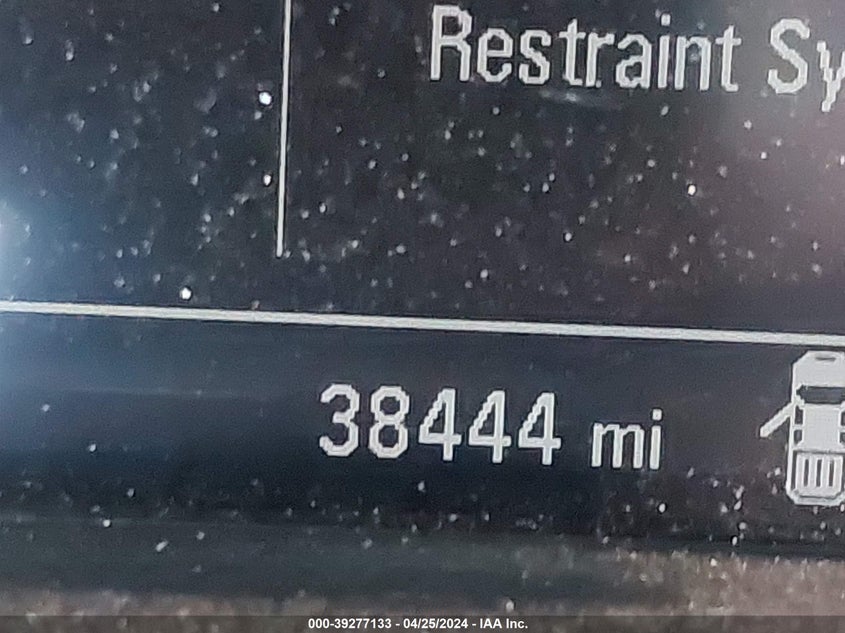 Restraint Sy
38444 mi
000-39277133 - 04/25/2024 - IAA Inc.